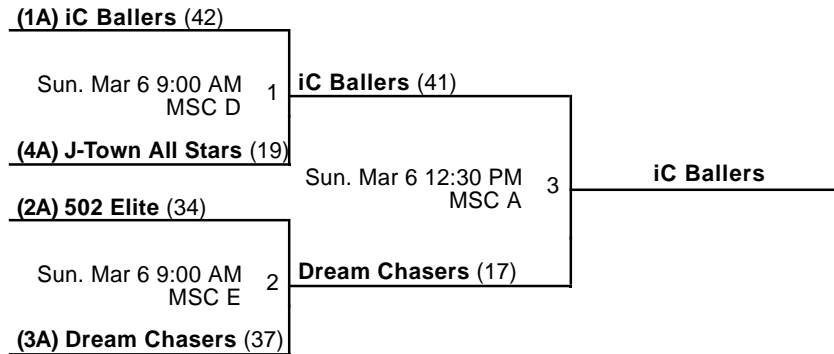 (1A) iC Ballers (42)
Sun. Mar 6 9:00 AM
MSC D
1
iC Ballers (41)
(4A) J-Town All Stars (19)
Sun. Mar 6 12:30 PM
MSC A
3
iC Ballers
(2A) 502 Elite (34)
Sun. Mar 6 9:00 AM
MSC E
2
Dream Chasers (17)
(3A) Dream Chasers (37)